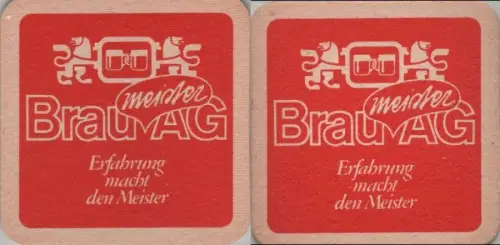 meister
Brau AG
Erfahrung
macht
den Meister
meister
Brau AG
Erfahrung
macht
den Meister